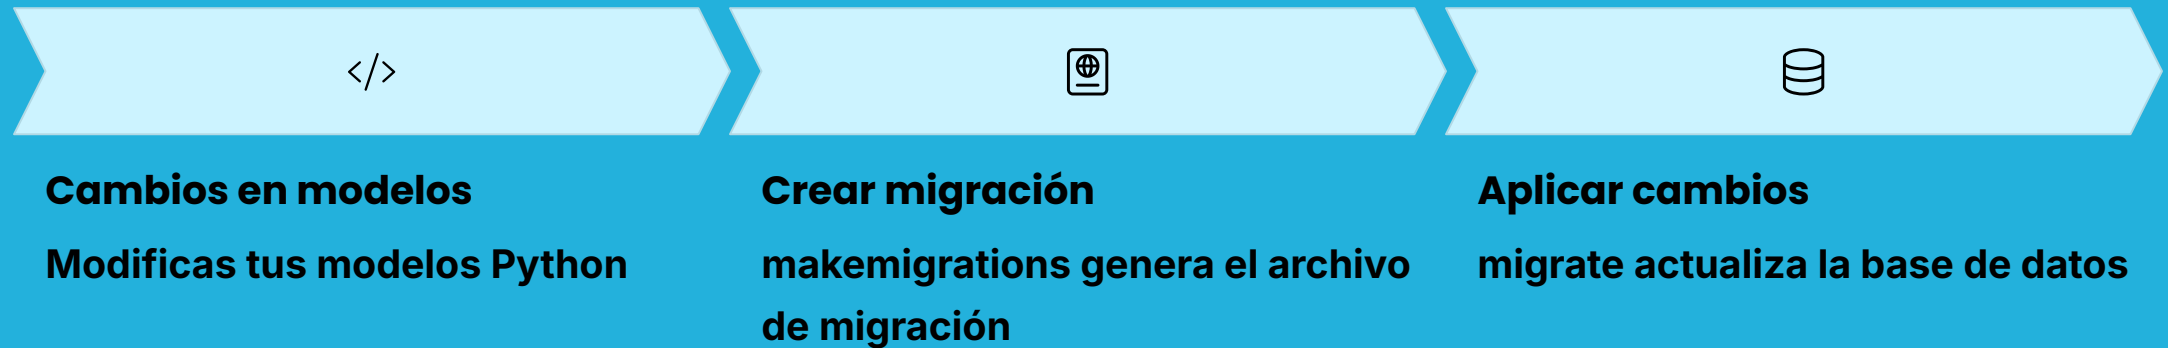 Cambios en modelos
Modificas tus modelos Python
Crear migración
makemigrations genera el archivo
de migración
Aplicar cambios
migrate actualiza la base de datos